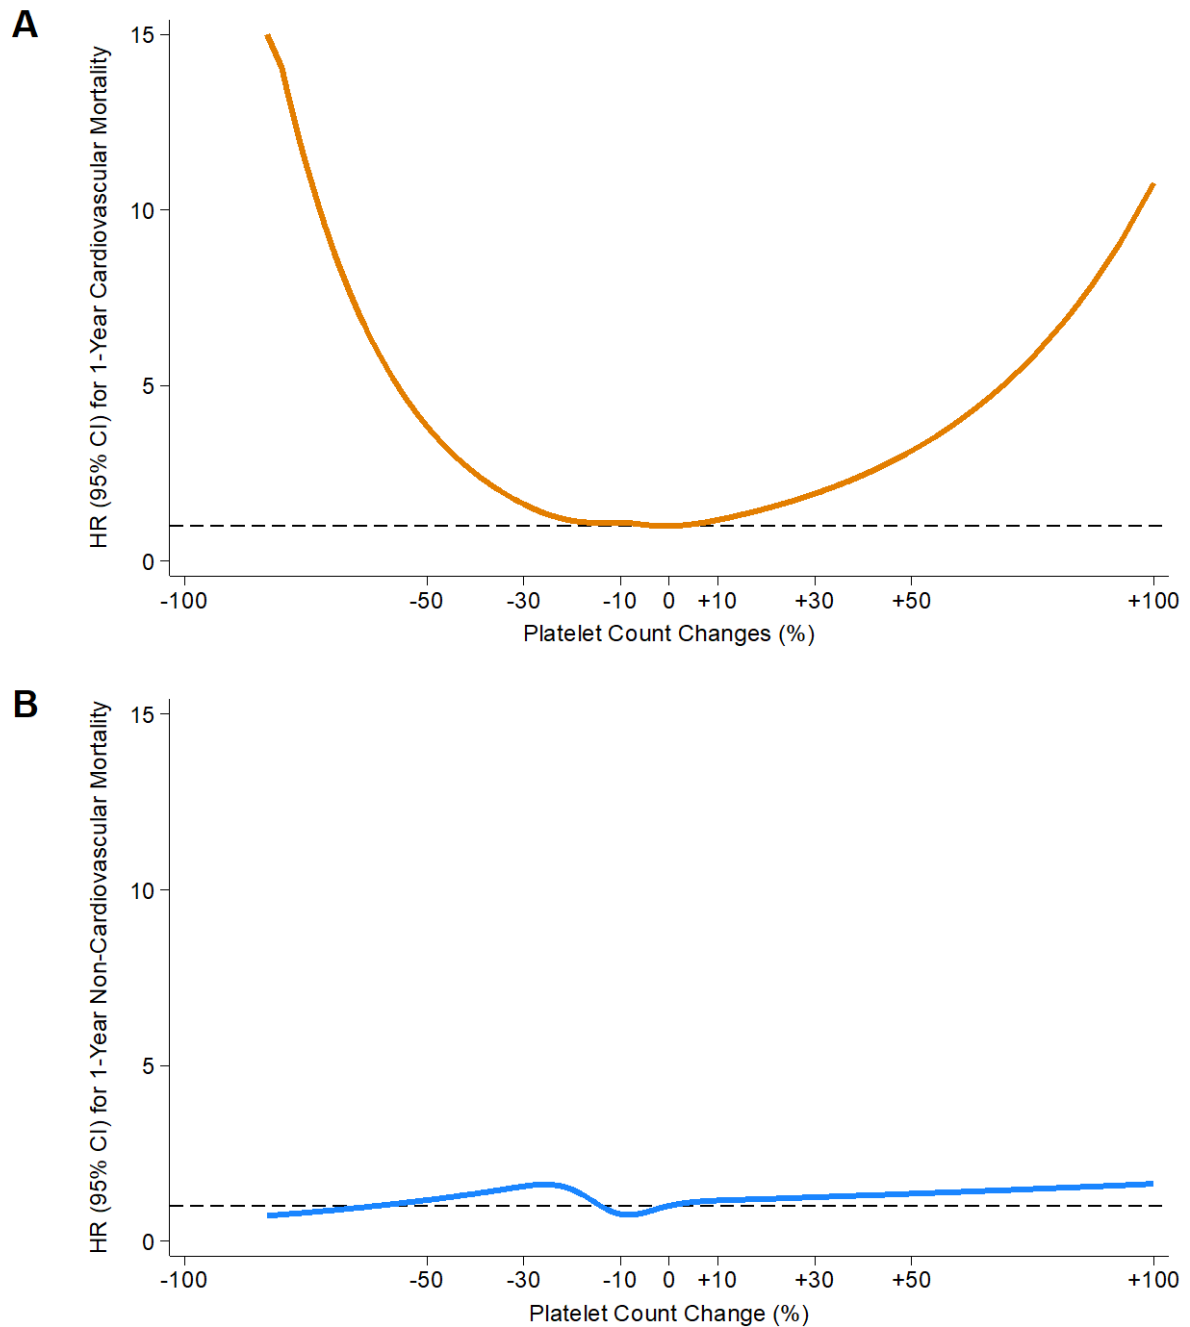 A
HR (95% CI) for 1-Year Cardiovascular Mortality
15
10
5
0
-100 -50 -30 -10 0 +10 +30 +50 +100
Platelet Count Changes (%)
B
HR (95% CI) for 1-Year Non-Cardiovascular Mortality
15
10
5
0
-100 -50 -30 -10 0 +10 +30 +50 +100
Platelet Count Change (%)